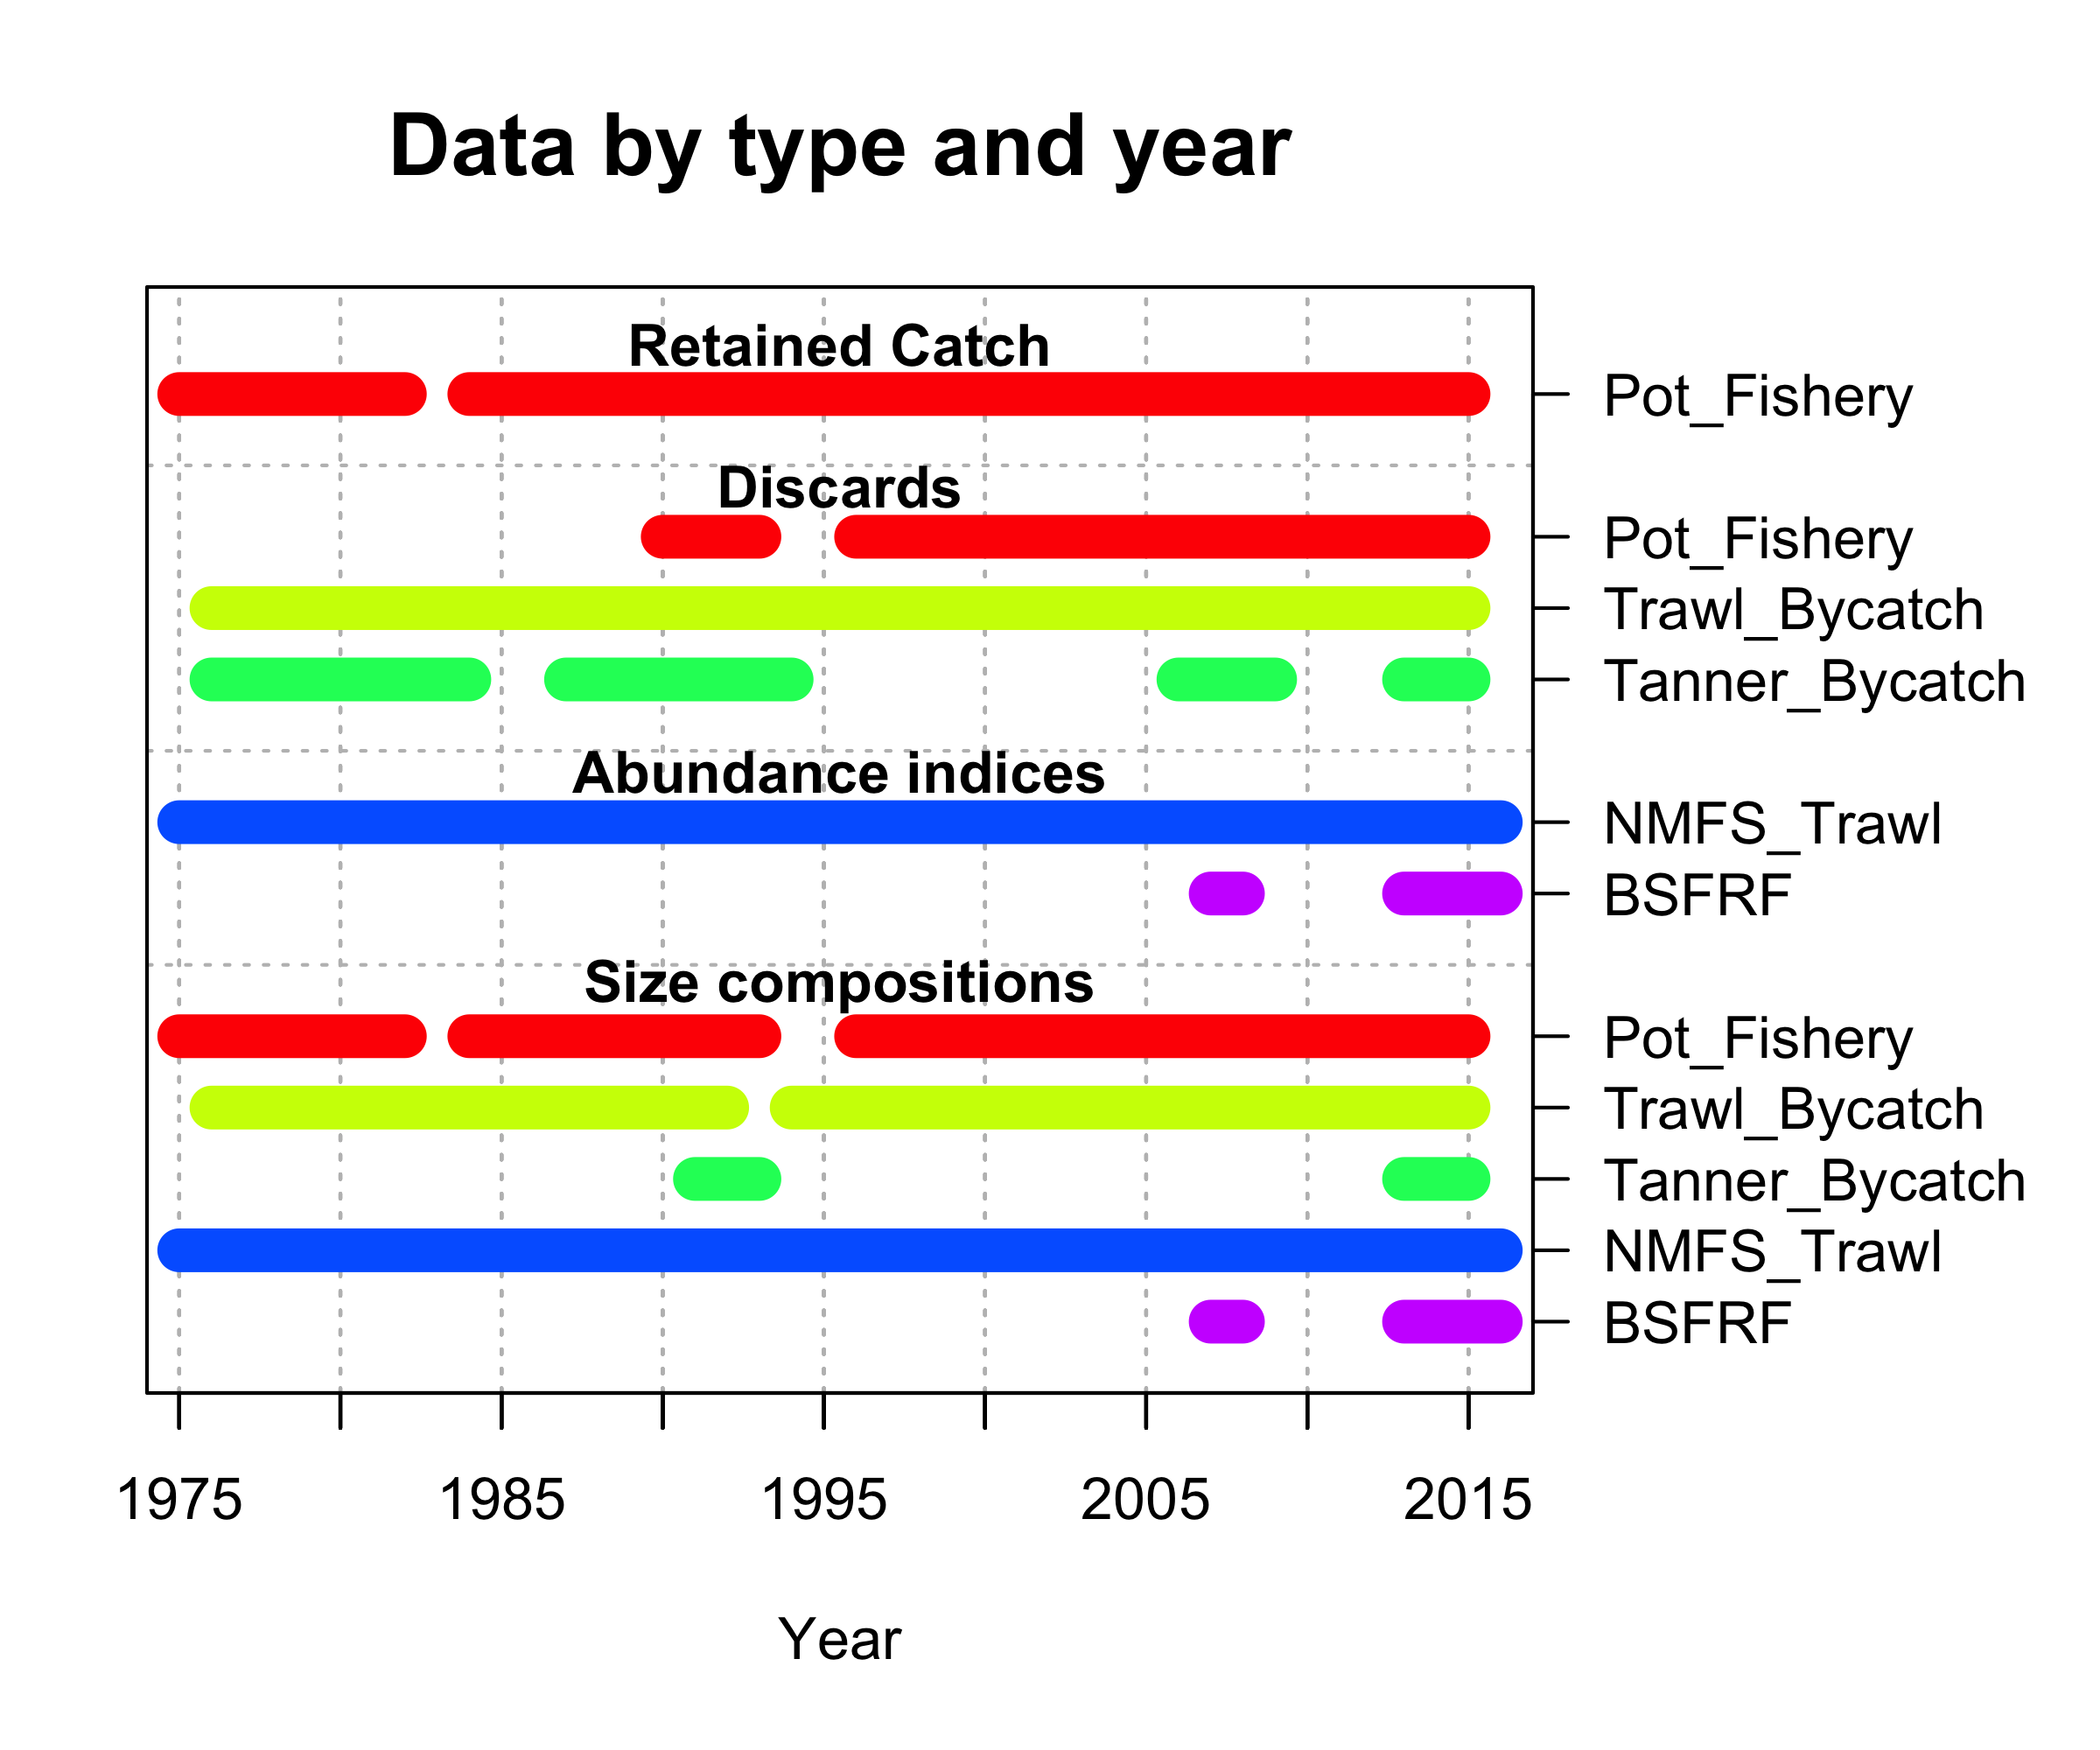 Data by type and year
Retained Catch
Pot_Fishery
Discards
Pot_Fishery
Trawl_Bycatch
Tanner_Bycatch
Abundance indices
NMFS_Trawl
BSFRF
Size compositions
Pot_Fishery
Trawl_Bycatch
Tanner_Bycatch
NMFS_Trawl
BSFRF
1975 1985 1995 2005 2015
Year